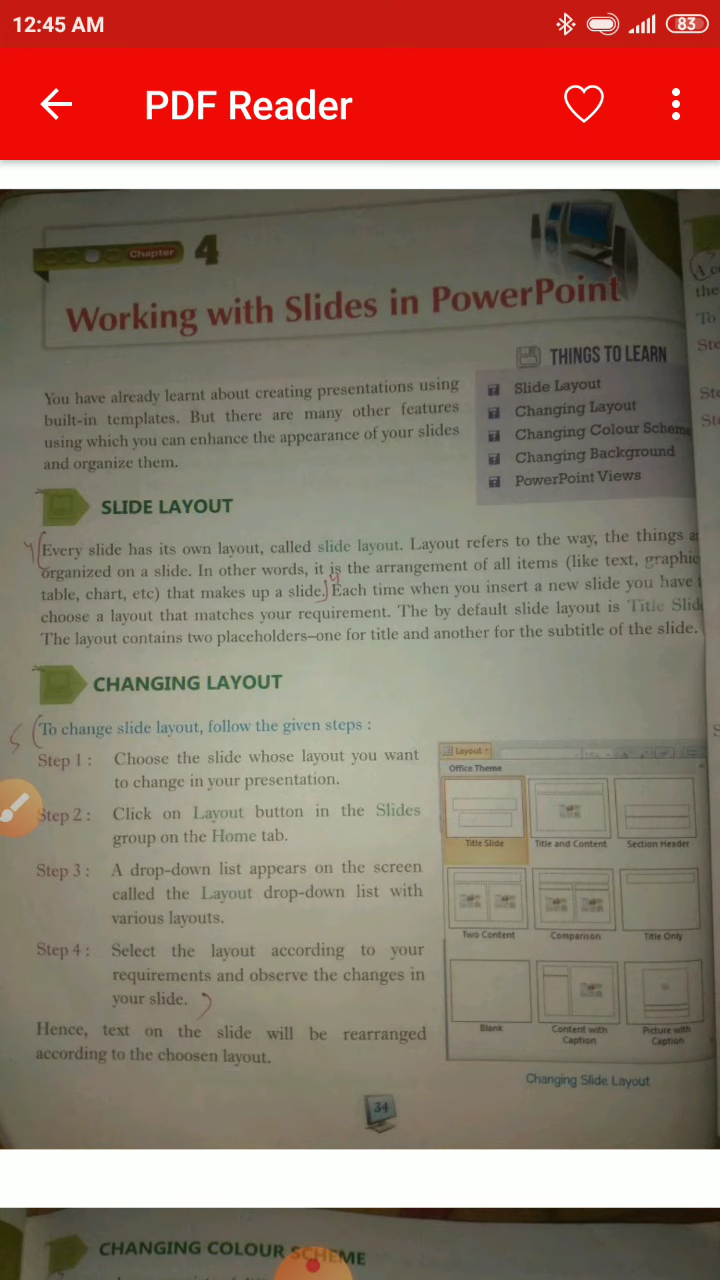 12:45 AM
83
PDF Reader
Chapter 4
Working with Slides in PowerPoint
THINGS TO LEARN
Slide Layout
Changing Layout
Changing Colour Scheme
Changing Background
PowerPoint Views
You have already learnt about creating presentations using
built-in templates. But there are many other features
using which you can enhance the appearance of your slides
and organize them.
SLIDE LAYOUT
Every slide has its own layout, called slide layout. Layout refers to the way, the things
organized on a slide. In other words, it is the arrangement of all items (like text, graphic
table, chart, etc) that makes up a slide. Each time when you insert a new slide you have
choose a layout that matches your requirement. The by default slide layout is Title Slid
The layout contains two placeholders–one for title and another for the subtitle of the slide.
CHANGING LAYOUT
To change slide layout, follow the given steps :
Step 1 : Choose the slide whose layout you want
to change in your presentation.
Step 2 : Click on Layout button in the Slides
group on the Home tab.
Step 3 : A drop-down list appears on the screen
called the Layout drop-down list with
various layouts.
Step 4 : Select the layout according to your
requirements and observe the changes in
your slide.
Hence, text on the slide will be rearranged
according to the choosen layout.
Layout
Office Theme
Title Slide
Title and Content
Section Header
Two Content
Comparison
Title Only
Blank
Content with
Caption
Picture with
Caption
Changing Slide Layout
34
the
To
CHANGING COLOUR SCHEME